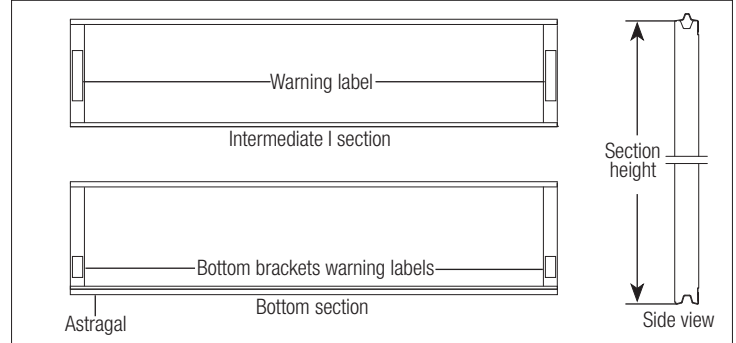 Warning label
Intermediate I section
Section
height
Bottom brackets warning labels
Bottom section
Astragal
Side view